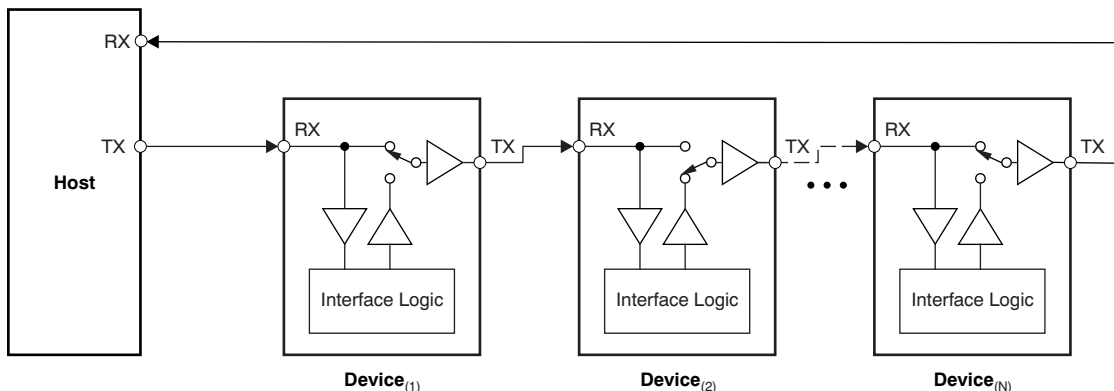 RX
TX
Host
RX
TX
Interface Logic
Device(1)
RX
TX
Interface Logic
Device(2)
RX
TX
Interface Logic
Device(N)